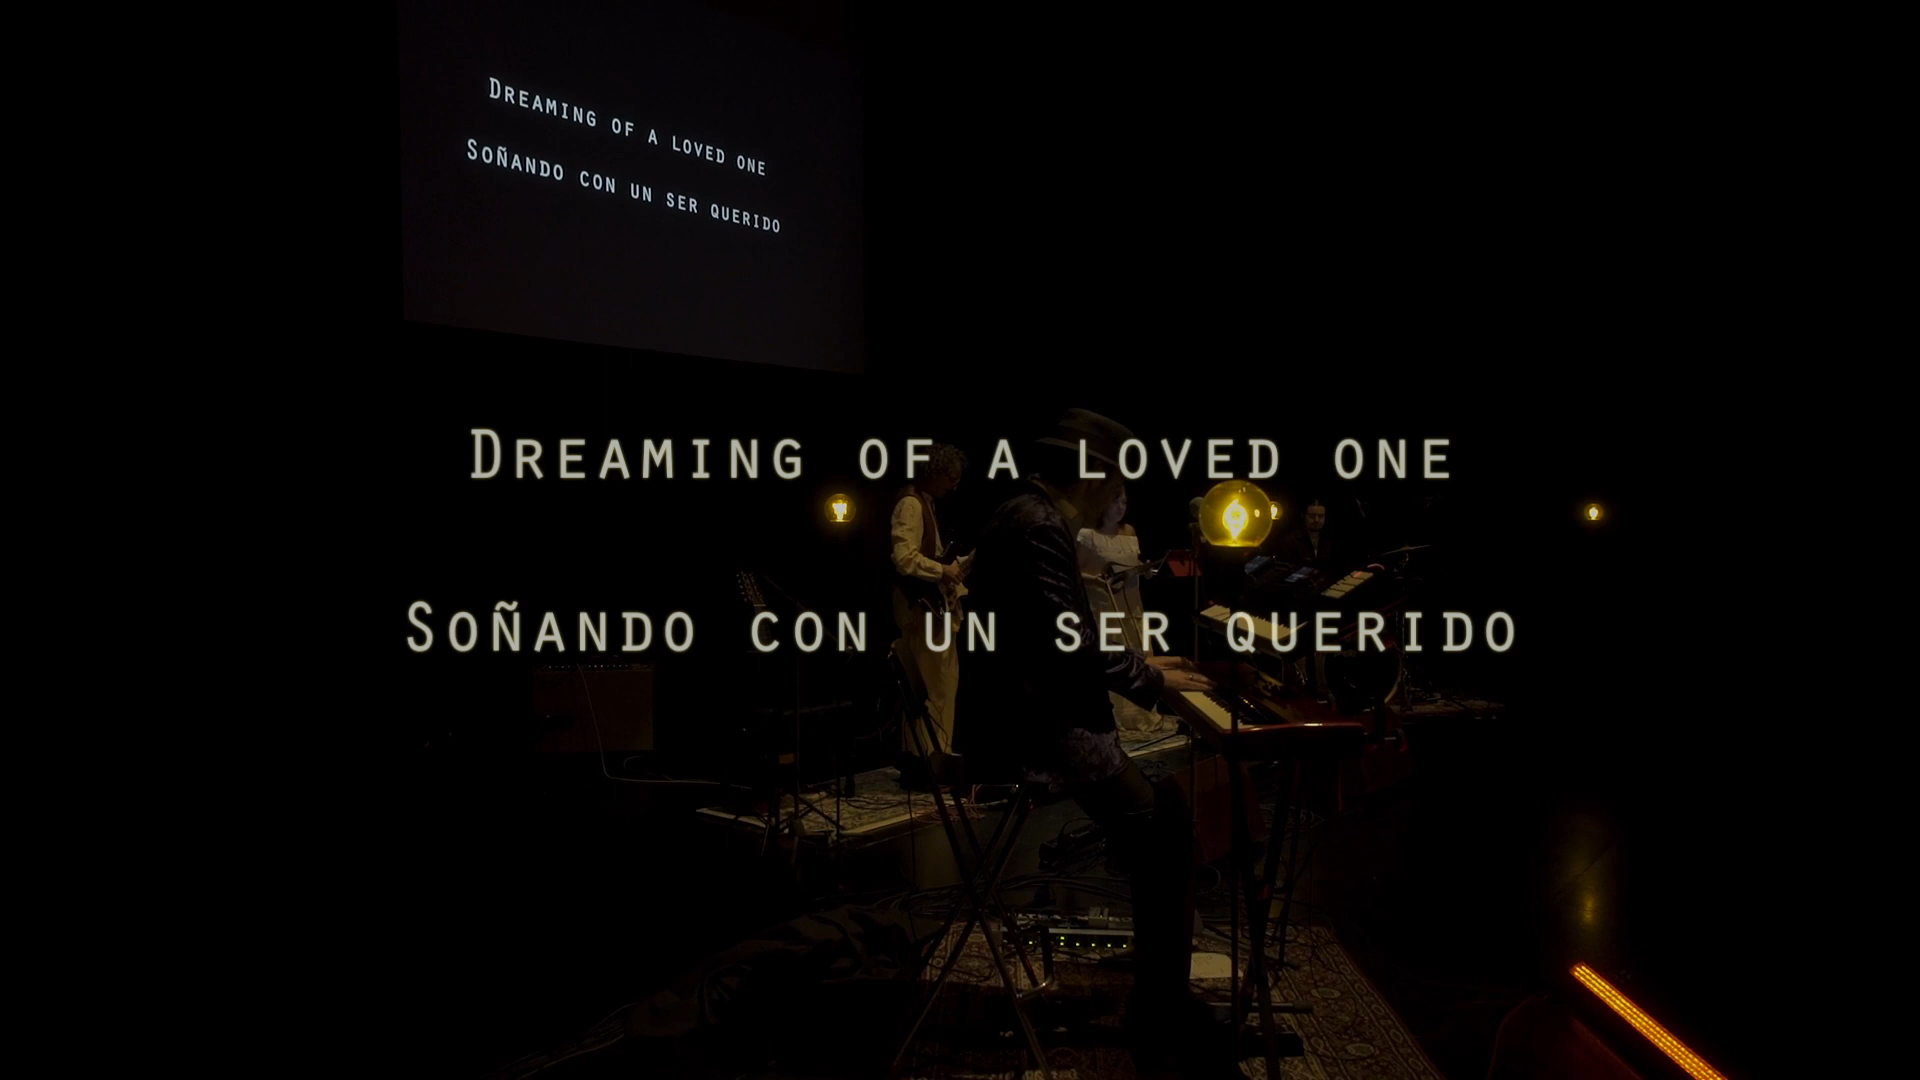 Dreaming of a loved one
Soñando con un ser querido
Dreaming of a loved one
Soñando con un ser querido